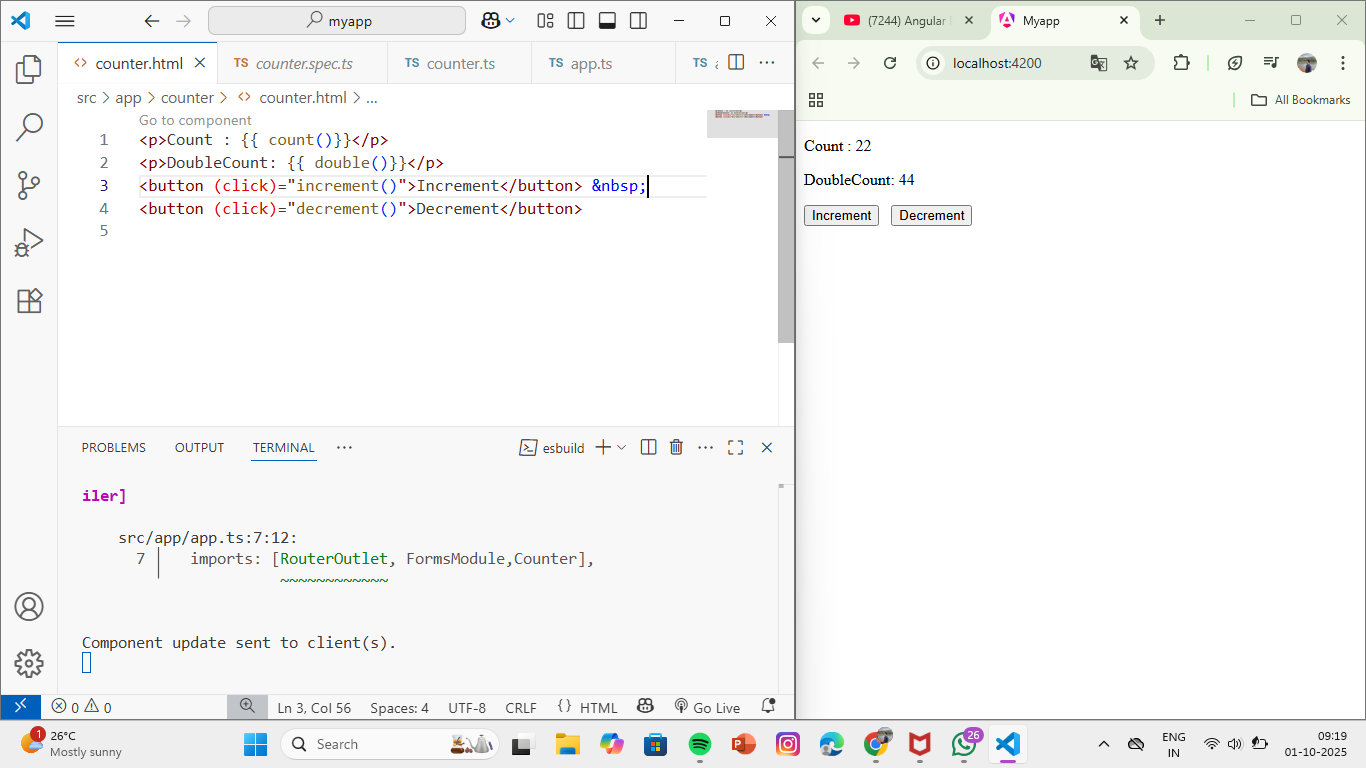 myapp
counter.html
TS counter.spec.ts
TS counter.ts
TS app.ts
TS
src > app > counter > <> counter.html > ...
Go to component
1 <p>Count : {{ count()}}</p>
2 <p>DoubleCount: {{ double()}}</p>
3 <button (click)="increment()">Increment</button> &nbsp;
4 <button (click)="decrement()">Decrement</button>
5
PROBLEMS OUTPUT TERMINAL ...
esbuild
iler]
src/app/app.ts:7:12:
7 │ imports: [RouterOutlet, FormsModule,Counter],
~~~~~~~~~~~~
Component update sent to client(s).
0 0
Ln 3, Col 56 Spaces: 4 UTF-8 CRLF {} HTML Go Live
(7244) Angular
Myapp
localhost:4200
All Bookmarks
Count : 22
DoubleCount: 44
Increment Decrement
1
26°C
Mostly sunny
Search
26
ENG
IN
09:19
01-10-2025